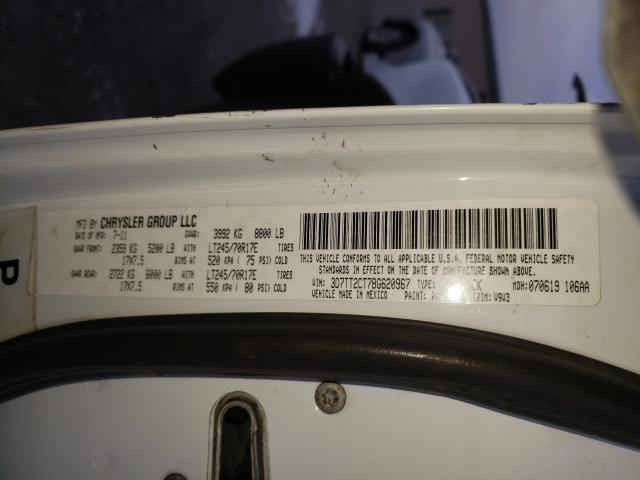 MFD BY CHRYSLER GROUP LLC
DATE OF MFR: 7-11 GVWR: 3992 KG 8800 LB
GAWR FRONT: 2359 KG 5200 LB LT245/70R17E TIRES
17X7.5 RIMS AT 520 KPA ( 75 PSI) COLD
GAWR REAR: 2722 KG 6000 LB LT245/70R17E TIRES
17X7.5 RIMS AT 550 KPA ( 80 PSI) COLD
THIS VEHICLE CONFORMS TO ALL APPLICABLE U.S.A. FEDERAL MOTOR VEHICLE SAFETY
STANDARDS IN EFFECT ON THE DATE OF MANUFACTURE SHOWN ABOVE.
VIN: 3D7TT2CT7BG620967 TYPE: MDH:070619 106AA
VEHICLE MADE IN MEXICO PAINT: TRIM: V9V3
P